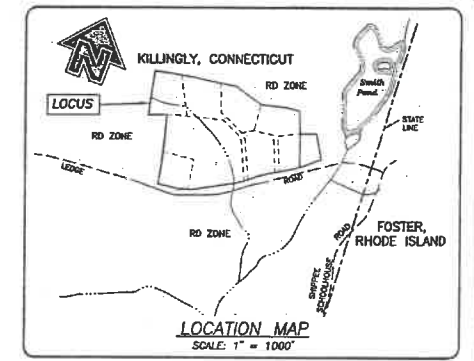 N
KILLINGLY, CONNECTICUT
RD ZONE
Smith
Pond
LOCUS
RD ZONE
STATE
LINE
LEDGE
ROAD
RD ZONE
FOSTER,
RHODE ISLAND
SHIPPEE
SCHOOLHOUSE
ROAD
LOCATION MAP
SCALE: 1" = 1000'